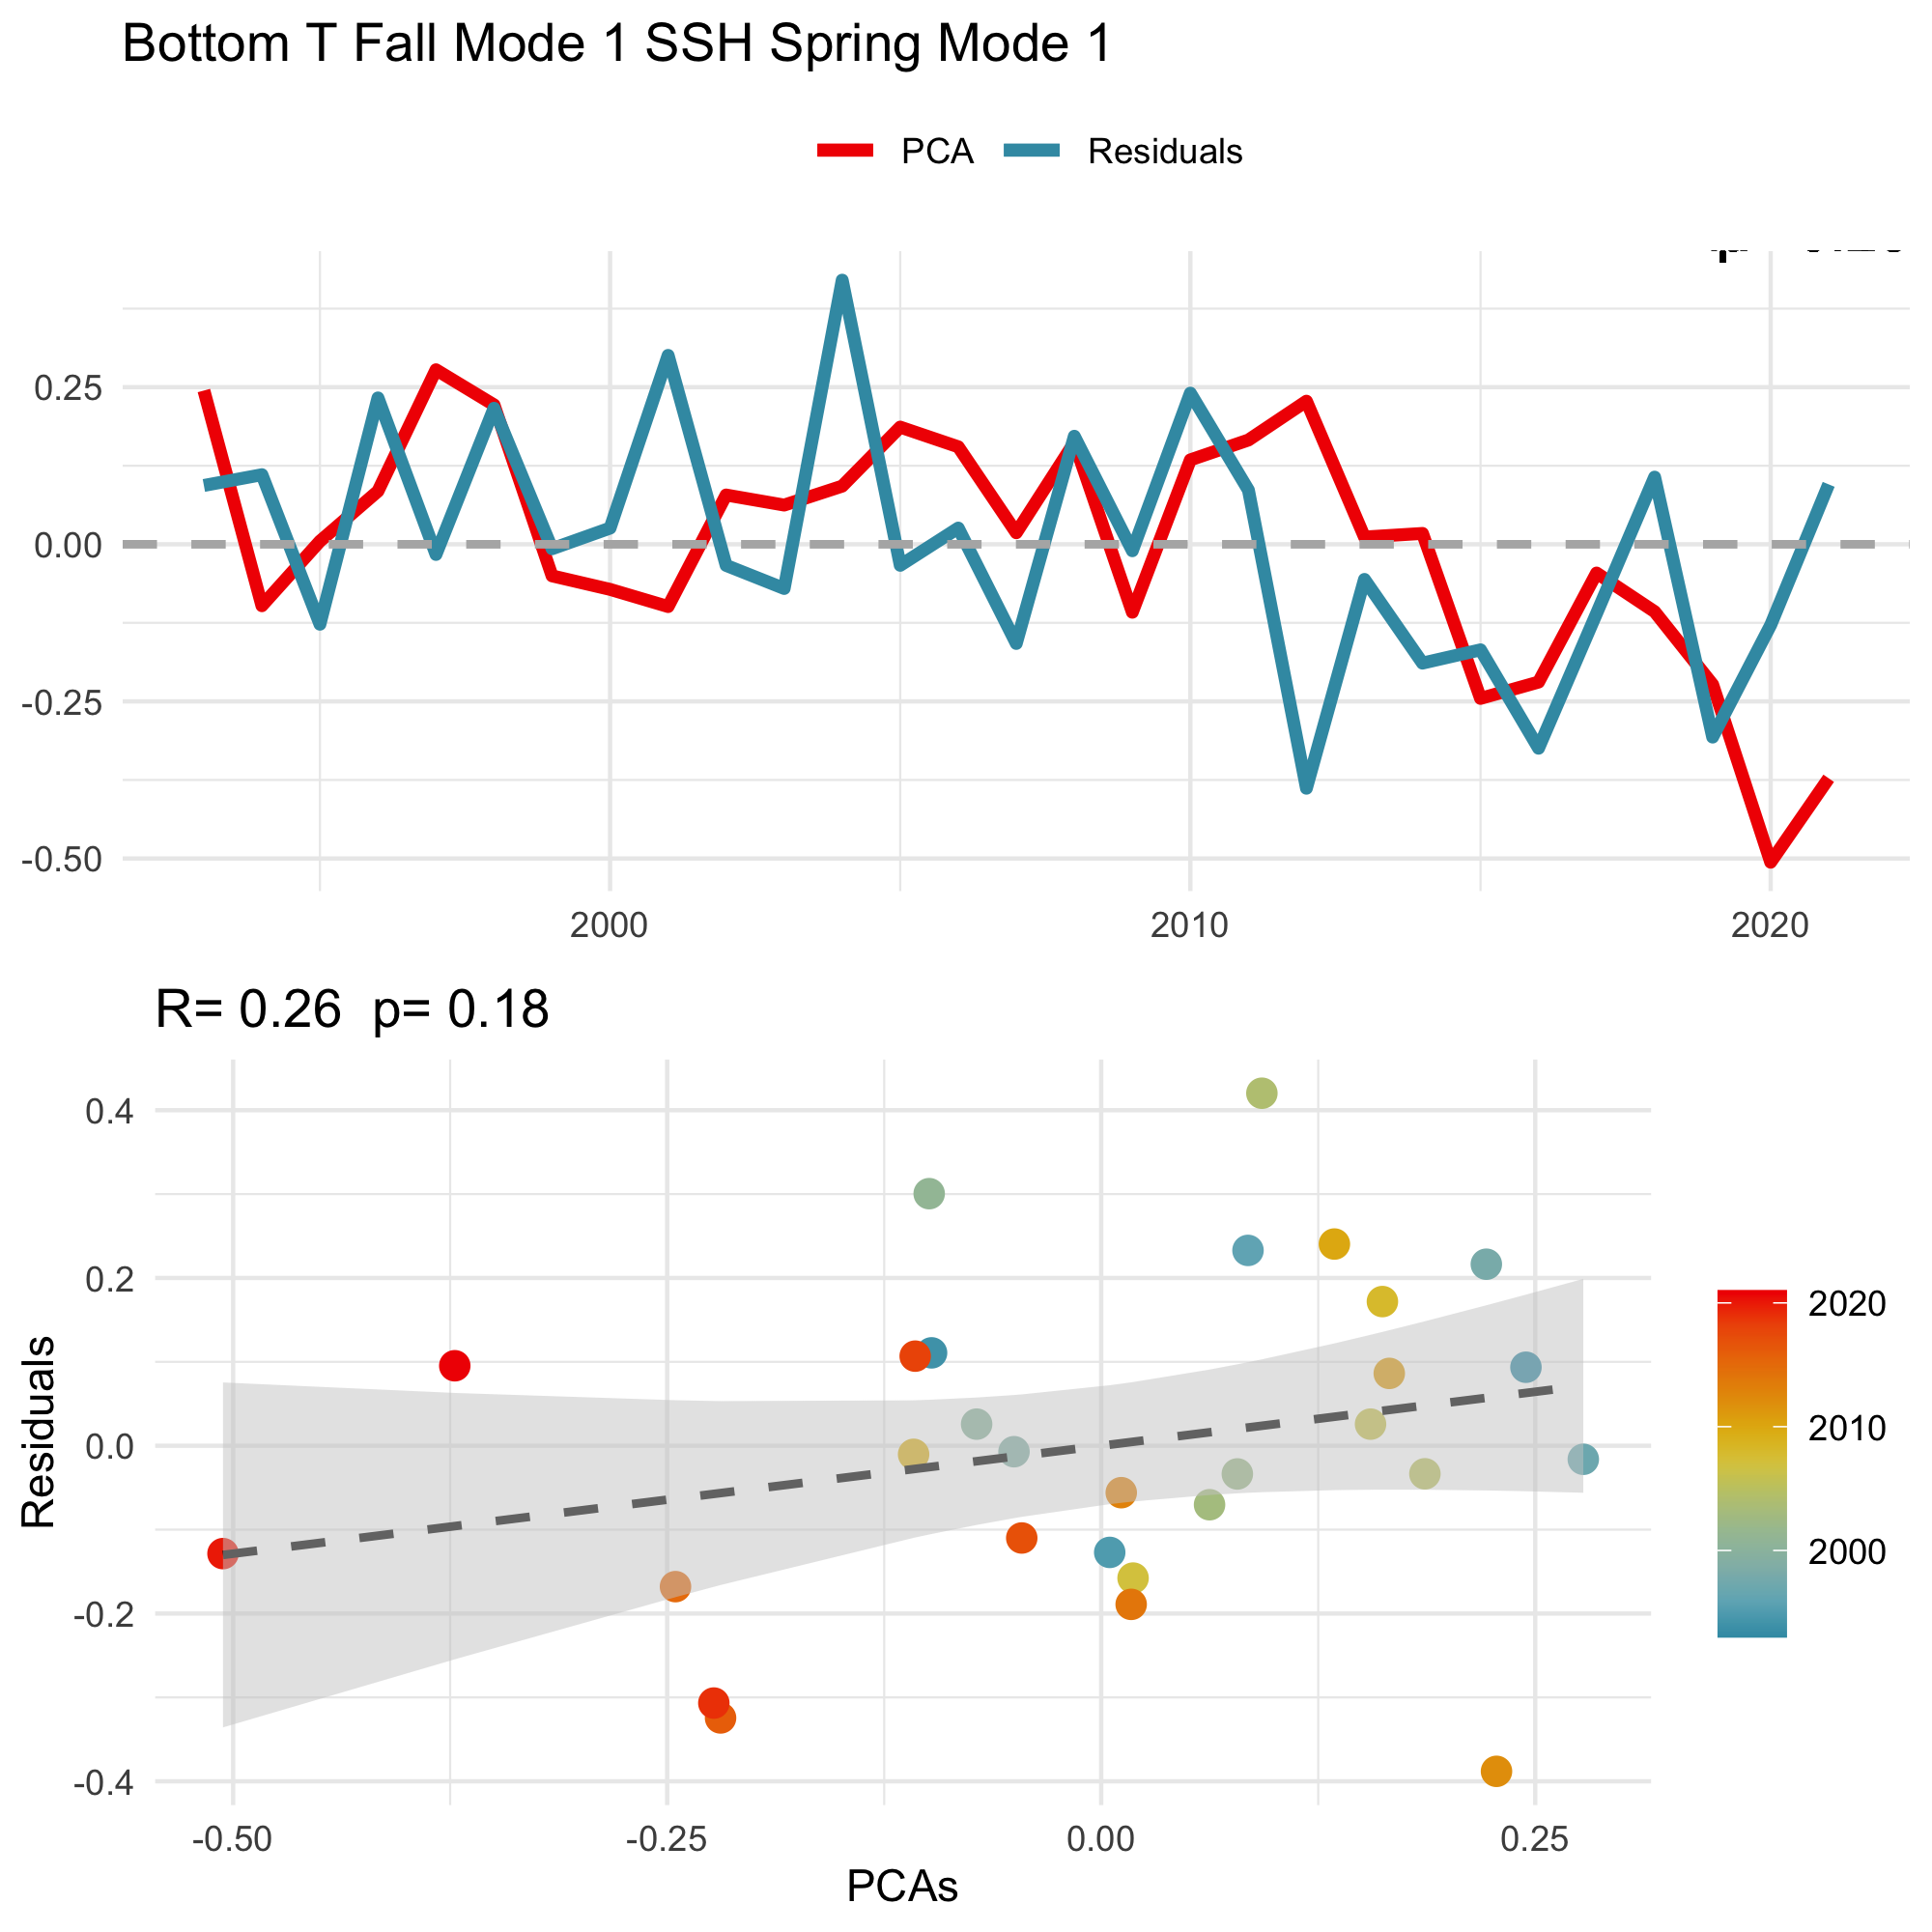 Bottom T Fall Mode 1 SSH Spring Mode 1
PCA Residuals
0.25
0.00
-0.25
-0.50
2000 2010 2020
R= 0.26 p= 0.18
Residuals
0.4
0.2
0.0
-0.2
-0.4
-0.50 -0.25 0.00 0.25
PCAs
2020
2010
2000